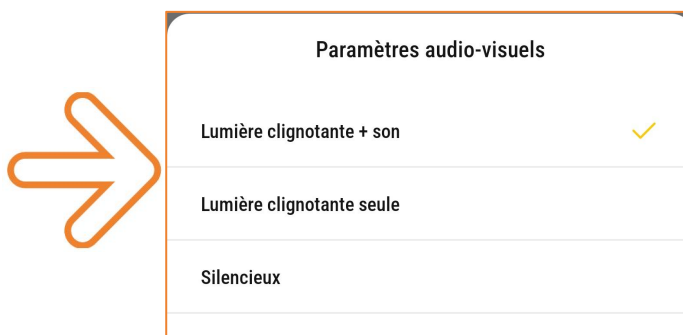 Paramètres audio-visuels
Lumière clignotante + son
Lumière clignotante seule
Silencieux